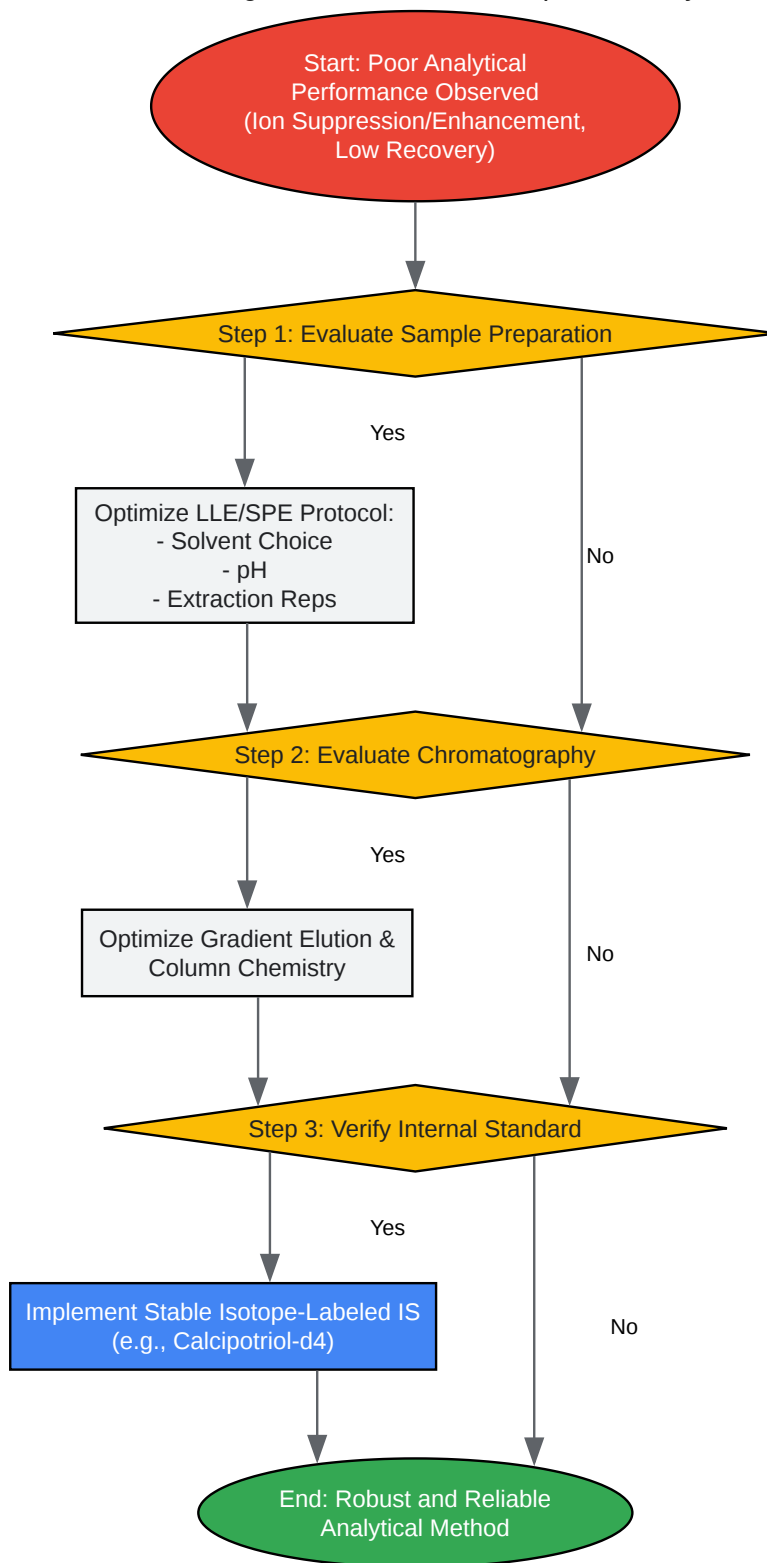 Start: Poor Analytical
Performance Observed
(Ion Suppression/Enhancement,
Low Recovery)
Step 1: Evaluate Sample Preparation
Yes
Optimize LLE/SPE Protocol:
- Solvent Choice
- pH
- Extraction Reps
No
Step 2: Evaluate Chromatography
Yes
Optimize Gradient Elution &
Column Chemistry
No
Step 3: Verify Internal Standard
Yes
Implement Stable Isotope-Labeled IS
(e.g., Calcipotriol-d4)
No
End: Robust and Reliable
Analytical Method